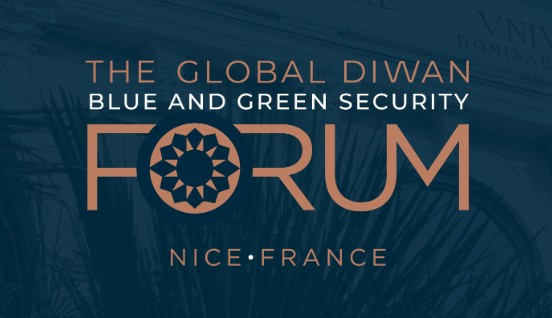 THE GLOBAL DIWAN
BLUE AND GREEN SECURITY
FORUM
NICE • FRANCE